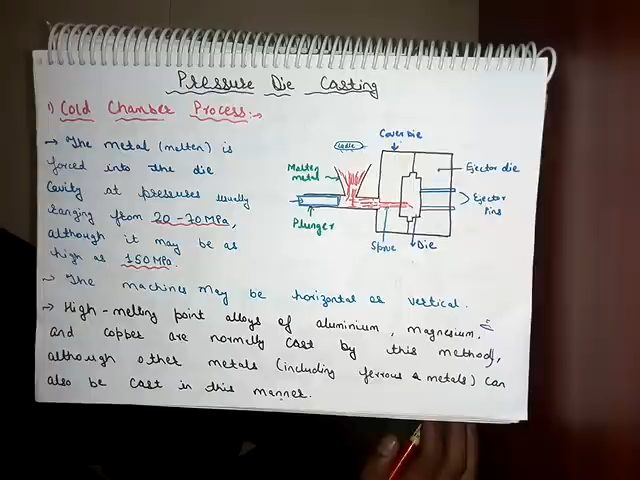 Pressure Die Casting
1) Cold Chamber Process:→
→ The metal (molten) is
forced into the die
cavity at pressures usually
ranging from 20-70MPa,
although it may be as
high as 150MPa.
Cover die
Ladle
Molten
metal
Ejector die
Ejector
Pins
Plunger
Sprue
Die
→ The machines may be horizontal or vertical.
→ High-melting point alloys of aluminium, magnesium
and copper are normally cast by this method,
although other metals (including ferrous metals) can
also be cast in this manner.